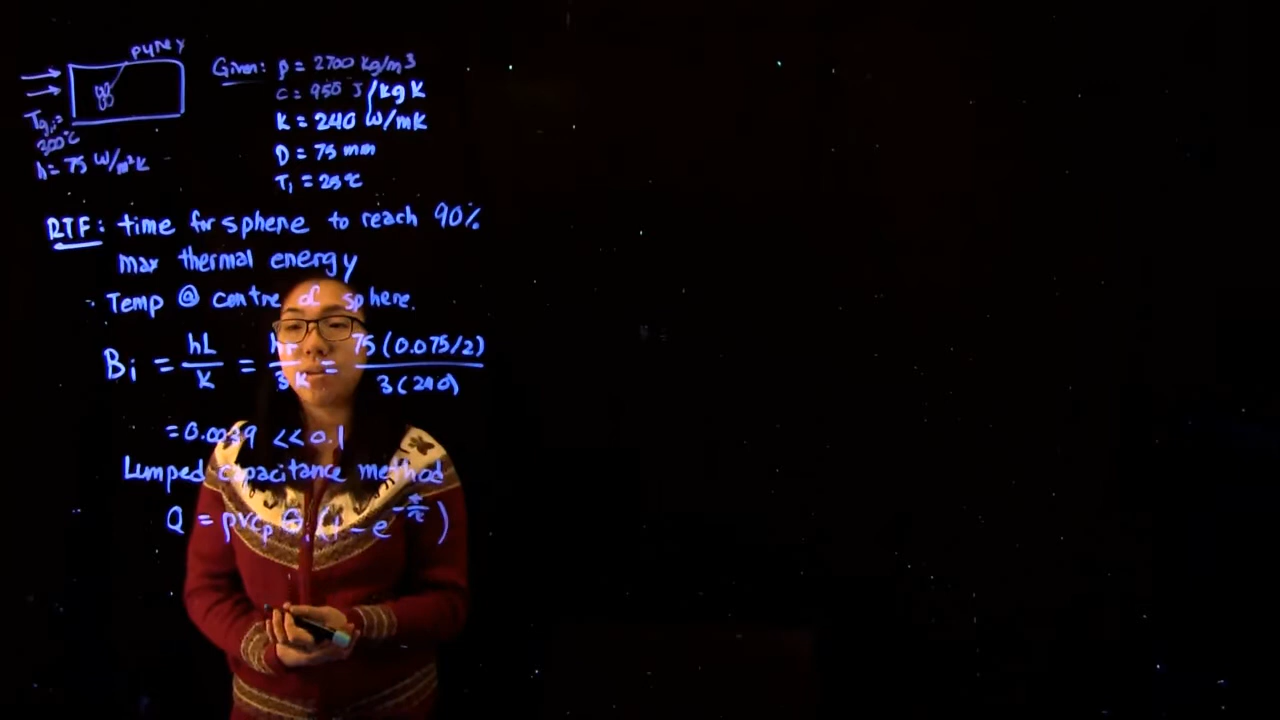 Given: ρ = 2700 kg/m3
c = 950 J/kg K
K = 240 W/mK
D = 75 mm
Ti = 25°C
Tg,i = 300°C
h = 75 W/m²K
RTF: time for sphere to reach 90%
max thermal energy
Temp @ centre of sphere.
Bi = hL/K = hr/3K = 75(0.075/2)/3(240)
= 0.0039 << 0.1
Lumped capacitance method
Q = ρVcp θi (1 - e^-t/τ)